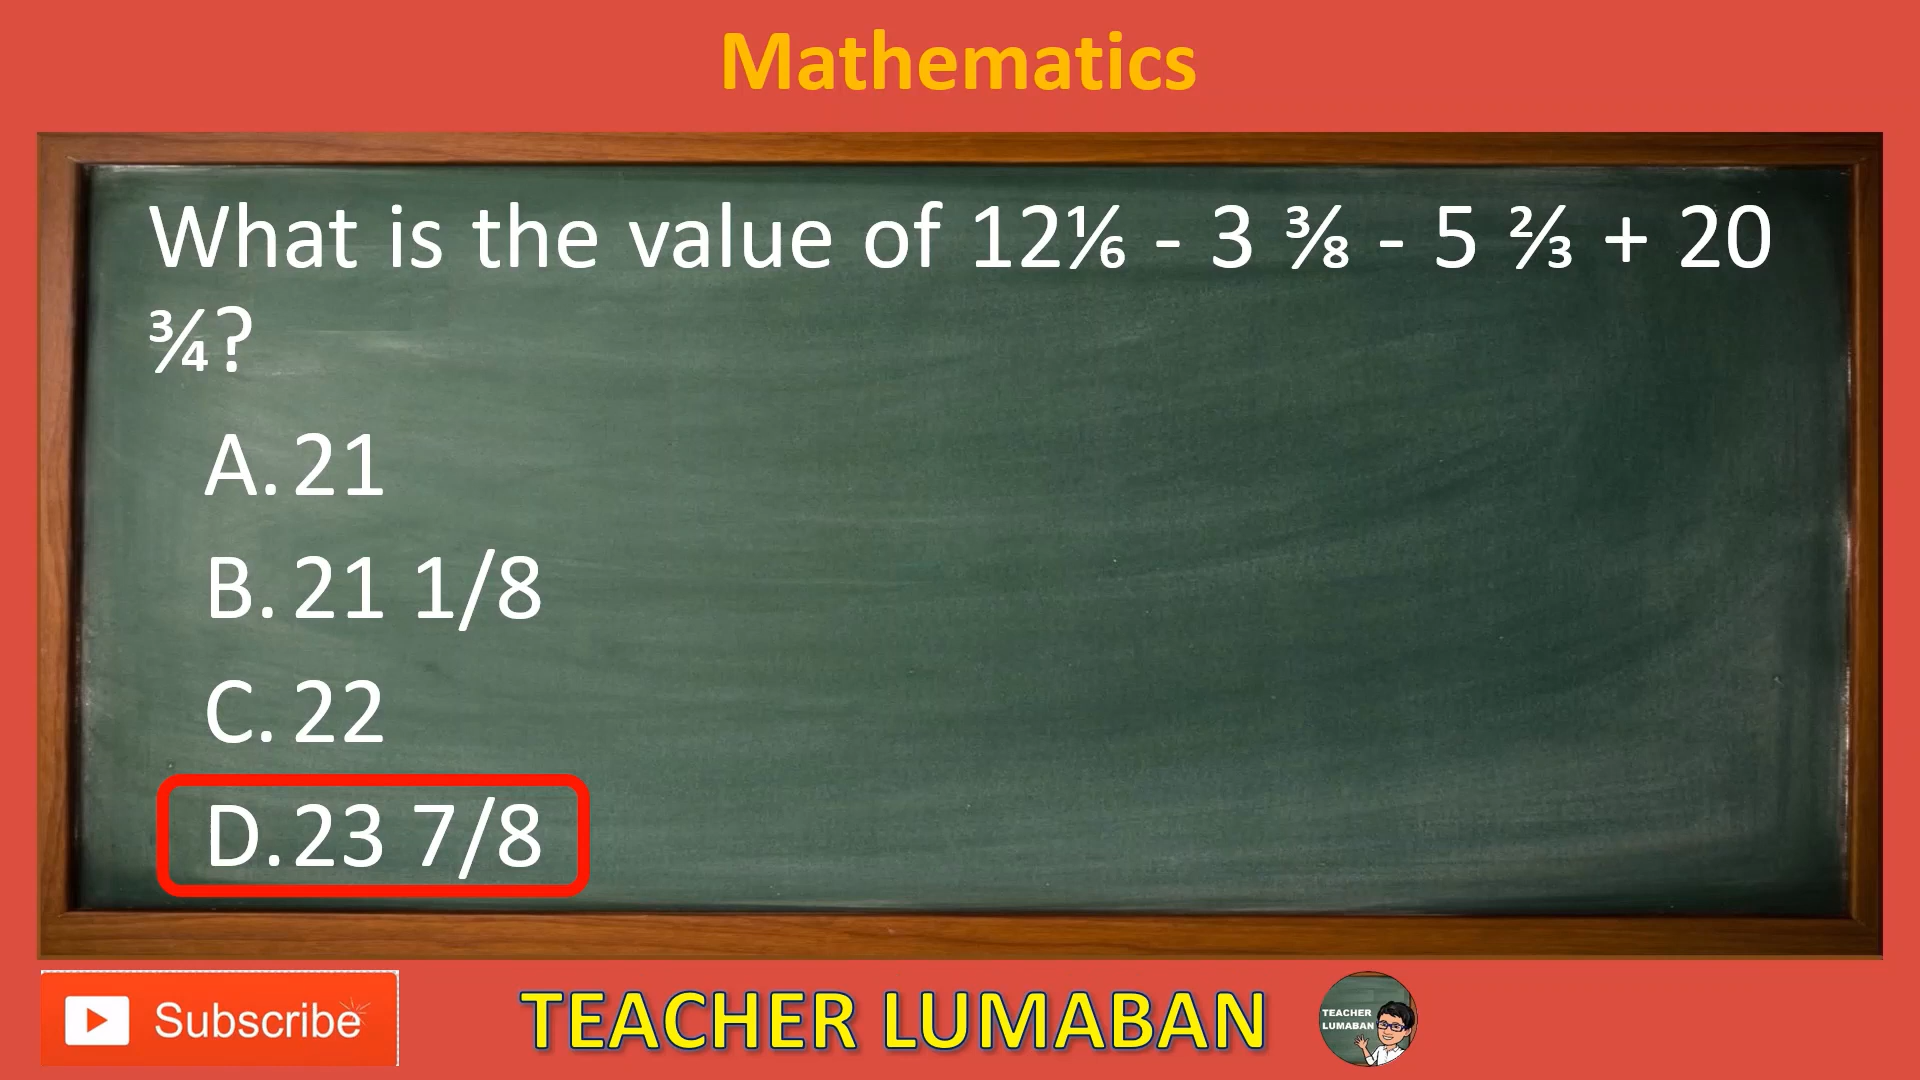 Mathematics
What is the value of 12⅙ - 3 ⅜ - 5 ⅔ + 20
¾?
A. 21
B. 21 1/8
C. 22
D. 23 7/8
Subscribe
TEACHER LUMABAN
TEACHER
LUMABAN